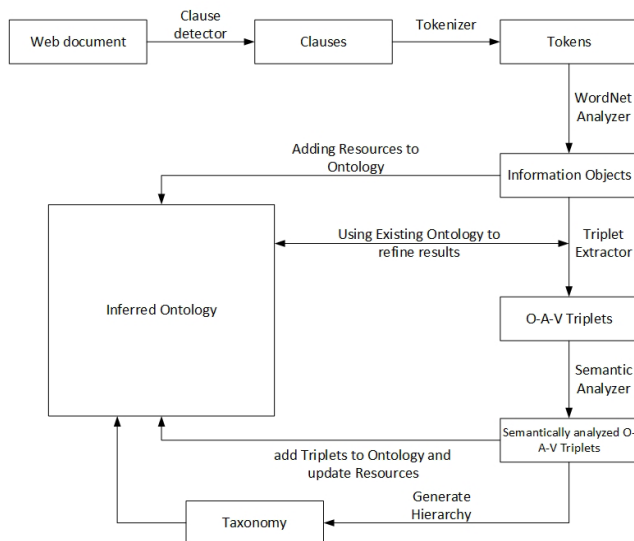 Web document
Clause
detector
Clauses
Tokenizer
Tokens
WordNet
Analyzer
Adding Resources to
Ontology
Information Objects
Using Existing Ontology to
refine results
Triplet
Extractor
Inferred Ontology
O-A-V Triplets
Semantic
Analyzer
Semantically analyzed O-
A-V Triplets
add Triplets to Ontology and
update Resources
Generate
Hierarchy
Taxonomy